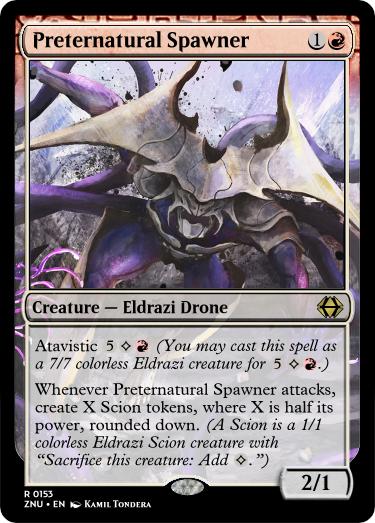 Preternatural Spawner 1
Creature — Eldrazi Drone
Atavistic 5 (You may cast this spell as
a 7/7 colorless Eldrazi creature for 5 .)
Whenever Preternatural Spawner attacks,
create X Scion tokens, where X is half its
power, rounded down. (A Scion is a 1/1
colorless Eldrazi Scion creature with
“Sacrifice this creature: Add .”)
2/1
R 0153
ZNU • EN Kamil Tondera